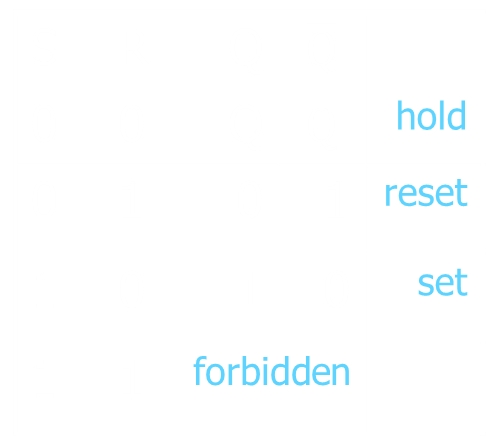 hold
reset
set
forbidden